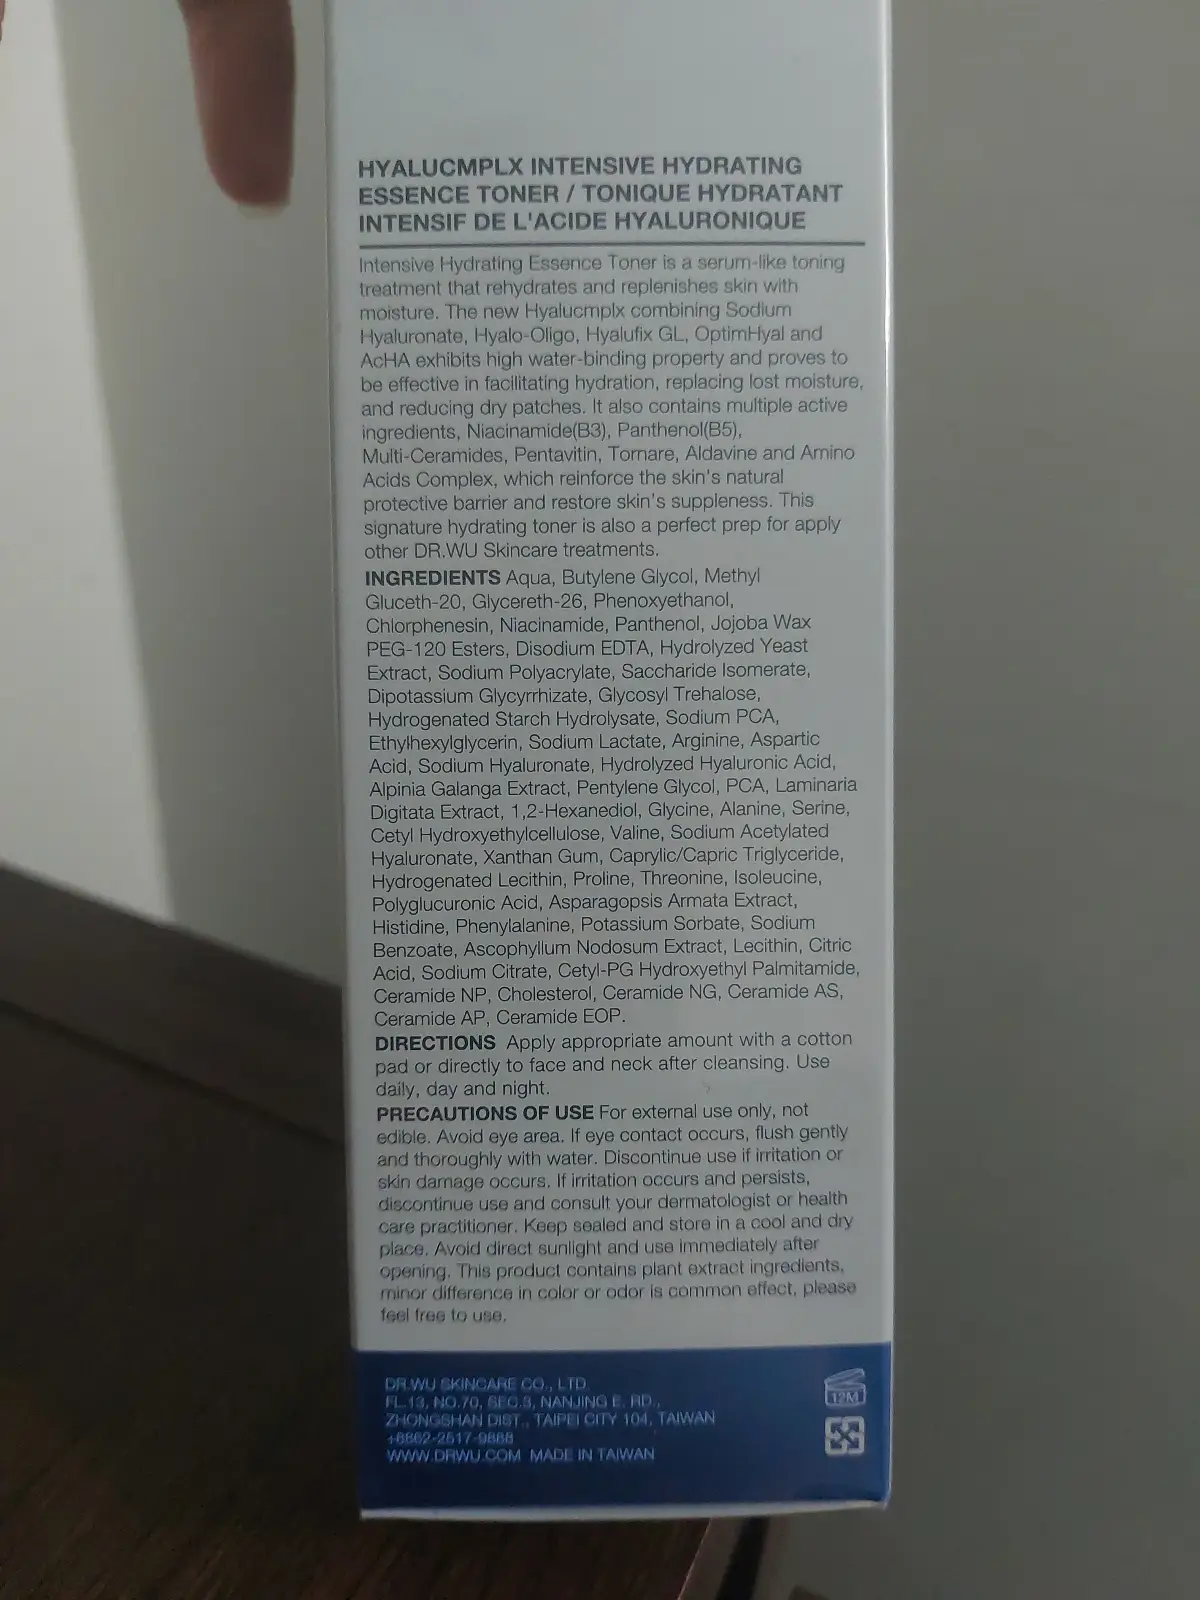 HYALUCMPLX INTENSIVE HYDRATING
ESSENCE TONER / TONIQUE HYDRATANT
INTENSIF DE L'ACIDE HYALURONIQUE
Intensive Hydrating Essence Toner is a serum-like toning
treatment that rehydrates and replenishes skin with
moisture. The new Hyalucmplx combining Sodium
Hyaluronate, Hyalo-Oligo, Hyalufix GL, OptimHyal and
AcHA exhibits high water-binding property and proves to
be effective in facilitating hydration, replacing lost moisture,
and reducing dry patches. It also contains multiple active
ingredients, Niacinamide(B3), Panthenol(B5),
Multi-Ceramides, Pentavitin, Tornare, Aldavine and Amino
Acids Complex, which reinforce the skin's natural
protective barrier and restore skin's suppleness. This
signature hydrating toner is also a perfect prep for apply
other DR.WU Skincare treatments.
INGREDIENTS Aqua, Butylene Glycol, Methyl
Gluceth-20, Glycereth-26, Phenoxyethanol,
Chlorphenesin, Niacinamide, Panthenol, Jojoba Wax
PEG-120 Esters, Disodium EDTA, Hydrolyzed Yeast
Extract, Sodium Polyacrylate, Saccharide Isomerate,
Dipotassium Glycyrrhizate, Glycosyl Trehalose,
Hydrogenated Starch Hydrolysate, Sodium PCA,
Ethylhexylglycerin, Sodium Lactate, Arginine, Aspartic
Acid, Sodium Hyaluronate, Hydrolyzed Hyaluronic Acid,
Alpinia Galanga Extract, Pentylene Glycol, PCA, Laminaria
Digitata Extract, 1,2-Hexanediol, Glycine, Alanine, Serine,
Cetyl Hydroxyethylcellulose, Valine, Sodium Acetylated
Hyaluronate, Xanthan Gum, Caprylic/Capric Triglyceride,
Hydrogenated Lecithin, Proline, Threonine, Isoleucine,
Polyglucuronic Acid, Asparagopsis Armata Extract,
Histidine, Phenylalanine, Potassium Sorbate, Sodium
Benzoate, Ascophyllum Nodosum Extract, Lecithin, Citric
Acid, Sodium Citrate, Cetyl-PG Hydroxyethyl Palmitamide,
Ceramide NP, Cholesterol, Ceramide NG, Ceramide AS,
Ceramide AP, Ceramide EOP.
DIRECTIONS Apply appropriate amount with a cotton
pad or directly to face and neck after cleansing. Use
daily, day and night.
PRECAUTIONS OF USE For external use only, not
edible. Avoid eye area. If eye contact occurs, flush gently
and thoroughly with water. Discontinue use if irritation or
skin damage occurs. If irritation occurs and persists,
discontinue use and consult your dermatologist or health
care practitioner. Keep sealed and store in a cool and dry
place. Avoid direct sunlight and use immediately after
opening. This product contains plant extract ingredients,
minor difference in color or odor is common effect, please
feel free to use.
DR.WU SKINCARE CO., LTD.
FL.13, NO.70, SEC.3, NANJING E. RD.,
ZHONGSHAN DIST., TAIPEI CITY 104, TAIWAN
+8862-2517-9888
WWW.DRWU.COM MADE IN TAIWAN
12M